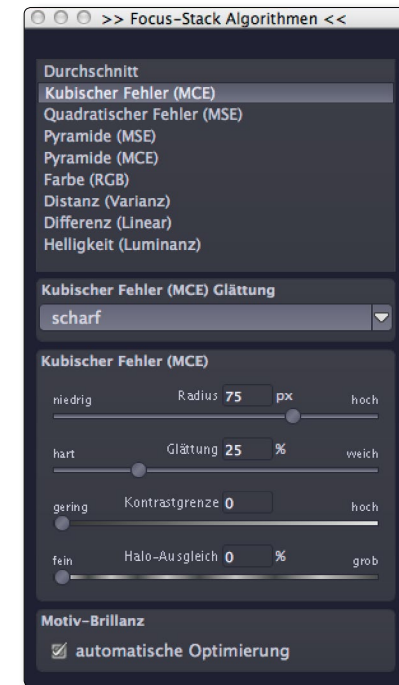 >> Focus-Stack Algorithmen <<
Durchschnitt
Kubischer Fehler (MCE)
Quadratischer Fehler (MSE)
Pyramide (MSE)
Pyramide (MCE)
Farbe (RGB)
Distanz (Varianz)
Differenz (Linear)
Helligkeit (Luminanz)
Kubischer Fehler (MCE) Glättung
scharf
Kubischer Fehler (MCE)
niedrig Radius 75 px hoch
hart Glättung 25 % weich
gering Kontrastgrenze 0 hoch
fein Halo-Ausgleich 0 % grob
Motiv-Brillanz
automatische Optimierung